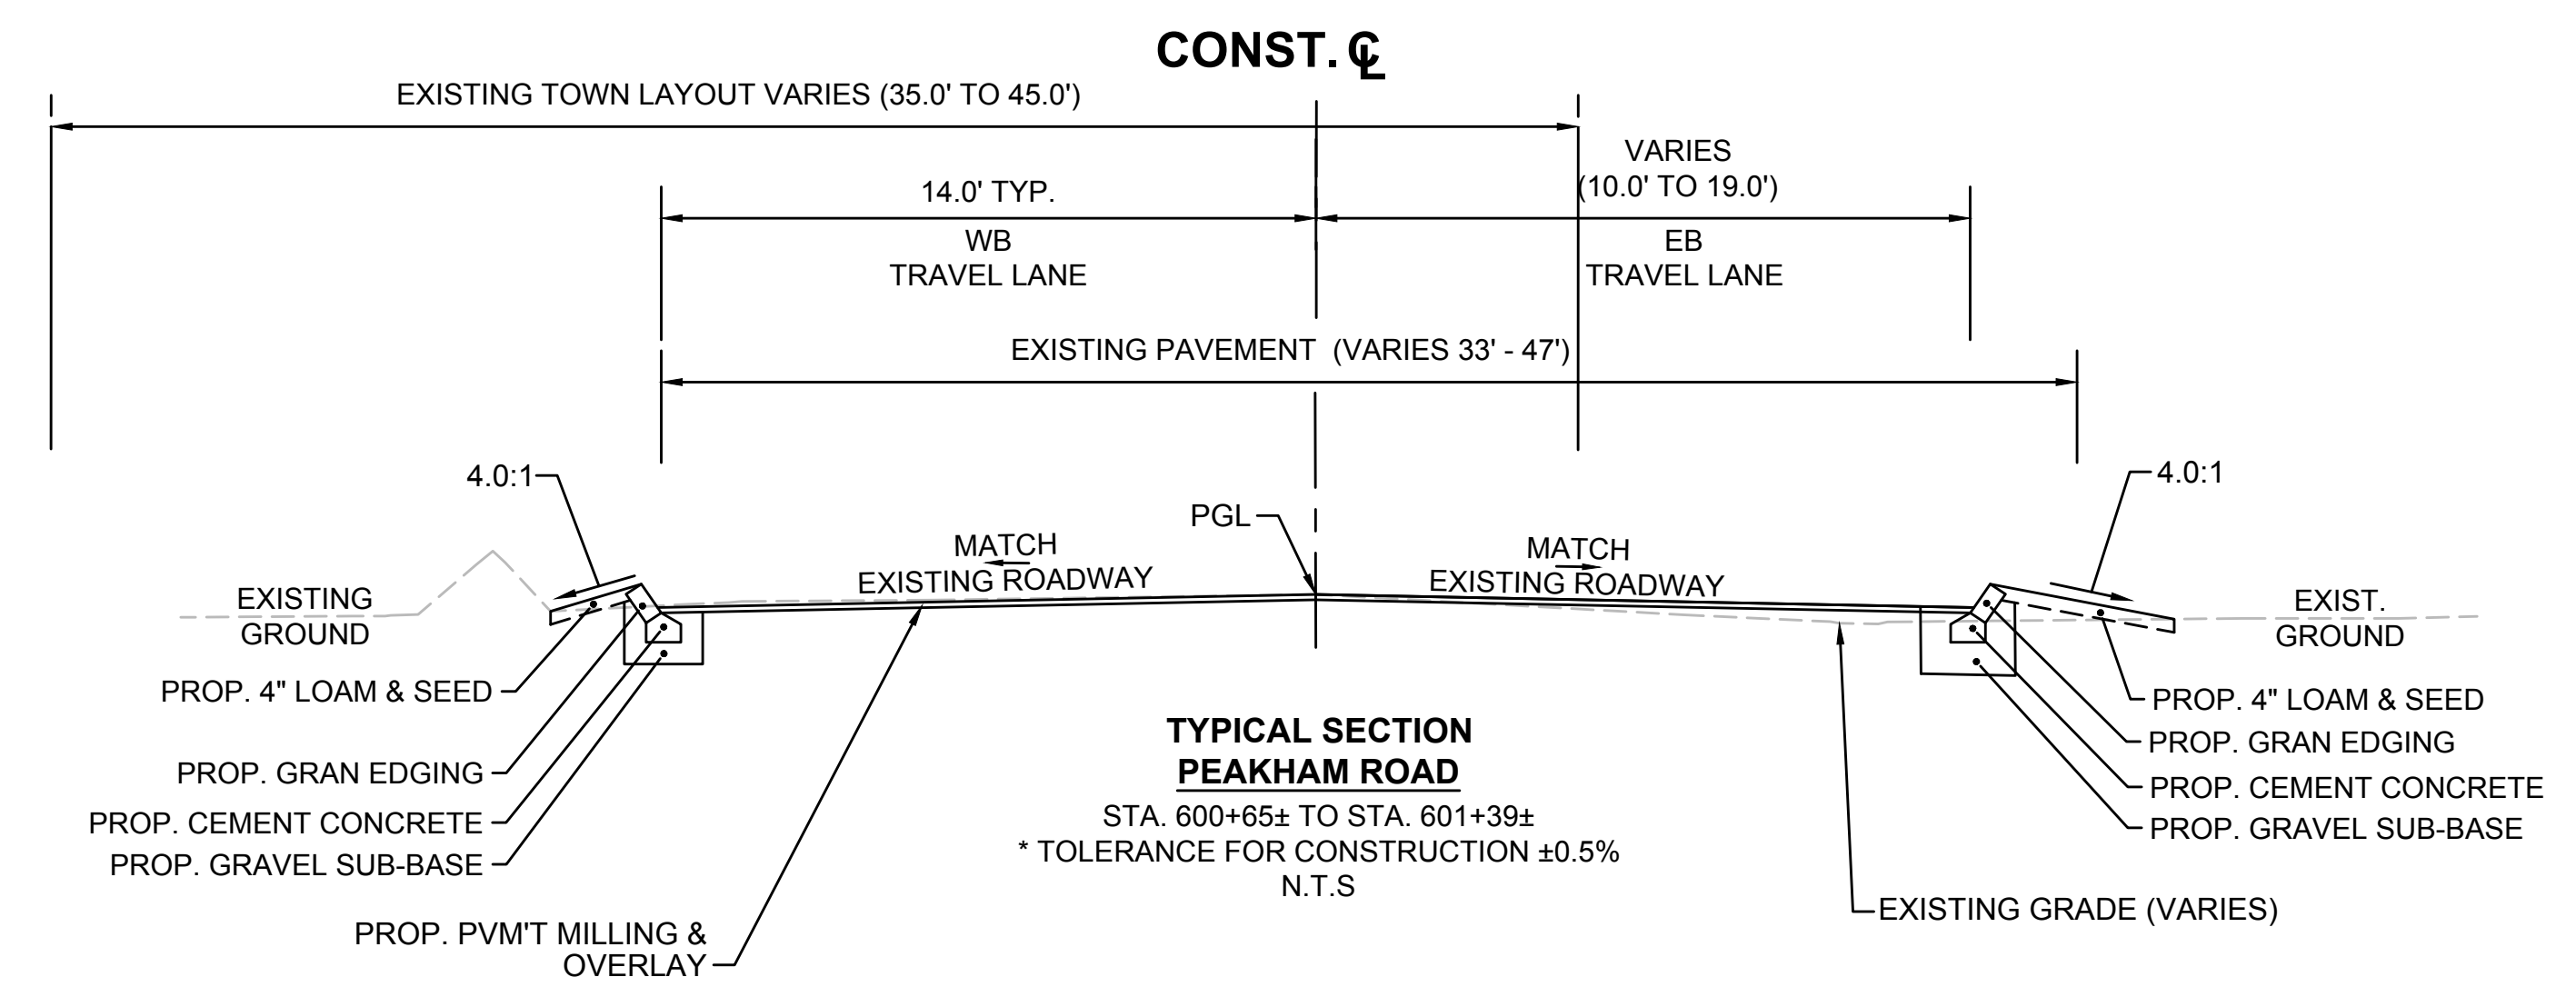 CONST. ℄
EXISTING TOWN LAYOUT VARIES (35.0' TO 45.0')
VARIES
(10.0' TO 19.0')
14.0' TYP.
WB
TRAVEL LANE
EB
TRAVEL LANE
EXISTING PAVEMENT (VARIES 33' - 47')
4.0:1
4.0:1
PGL
MATCH
EXISTING ROADWAY
MATCH
EXISTING ROADWAY
EXISTING
GROUND
EXIST.
GROUND
PROP. 4" LOAM & SEED
PROP. GRAN EDGING
PROP. CEMENT CONCRETE
PROP. GRAVEL SUB-BASE
PROP. PVM'T MILLING &
OVERLAY
PROP. 4" LOAM & SEED
PROP. GRAN EDGING
PROP. CEMENT CONCRETE
PROP. GRAVEL SUB-BASE
EXISTING GRADE (VARIES)
TYPICAL SECTION
PEAKHAM ROAD
STA. 600+65± TO STA. 601+39±
* TOLERANCE FOR CONSTRUCTION ±0.5%
N.T.S